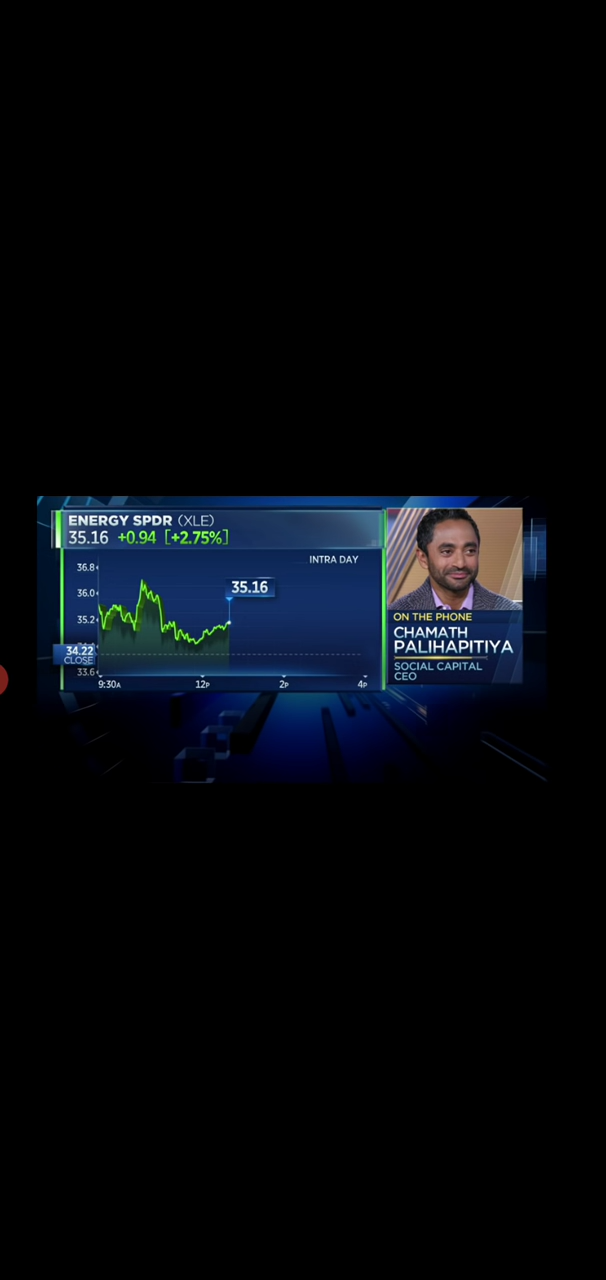 ENERGY SPDR (XLE)
35.16 +0.94 [+2.75%]
INTRA DAY
36.8
36.0
35.16
35.2
34.22
CLOSE
33.6
9:30A 12P 2P 4P
ON THE PHONE
CHAMATH
PALIHAPITIYA
SOCIAL CAPITAL
CEO